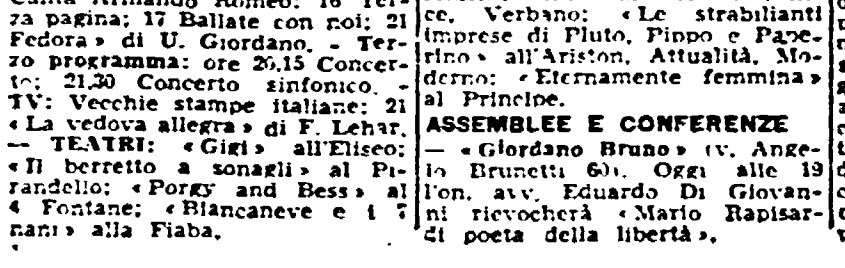 Canta Armando Romeo; 16 Ter-
za pagina; 17 Ballate con noi; 21
Fedora» di U. Giordano. - Ter-
zo programma: ore 20,15 Concer-
to; 21,30 Concerto sinfonico. -
TV: Vecchie stampe italiane; 21
«La vedova allegra» di F. Lehar.
— TEATRI: «Gigi» all'Eliseo;
«Il berretto a sonagli» al Pi-
randello; «Porgy and Bess» al
4 Fontane; «Biancaneve e i 7
nani» alla Fiaba.
ce, Verbano; «Le strabilianti
imprese di Pluto, Pippo e Pape-
rino» all'Ariston, Attualità, Mo-
derno; «Eternamente femmina»
al Principe.
ASSEMBLEE E CONFERENZE
— «Giordano Bruno» (v. Ange-
lo Brunetti 60). Oggi alle 19
l'on. avv. Eduardo Di Giovan-
ni rievocherà «Mario Rapisar-
di poeta della libertà».